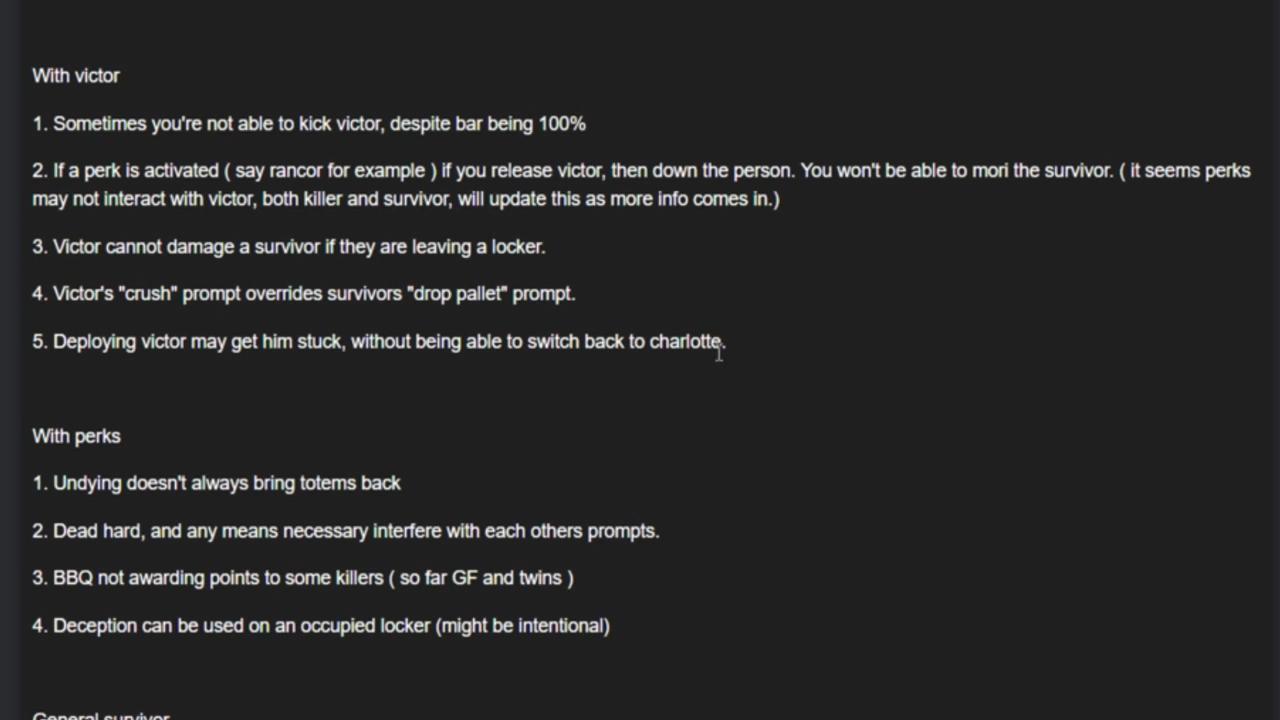 With victor
1. Sometimes you're not able to kick victor, despite bar being 100%
2. If a perk is activated ( say rancor for example ) if you release victor, then down the person. You won't be able to mori the survivor. ( it seems perks
may not interact with victor, both killer and survivor, will update this as more info comes in.)
3. Victor cannot damage a survivor if they are leaving a locker.
4. Victor's "crush" prompt overrides survivors "drop pallet" prompt.
5. Deploying victor may get him stuck, without being able to switch back to charlotte.
With perks
1. Undying doesn't always bring totems back
2. Dead hard, and any means necessary interfere with each others prompts.
3. BBQ not awarding points to some killers ( so far GF and twins )
4. Deception can be used on an occupied locker (might be intentional)
General survivor